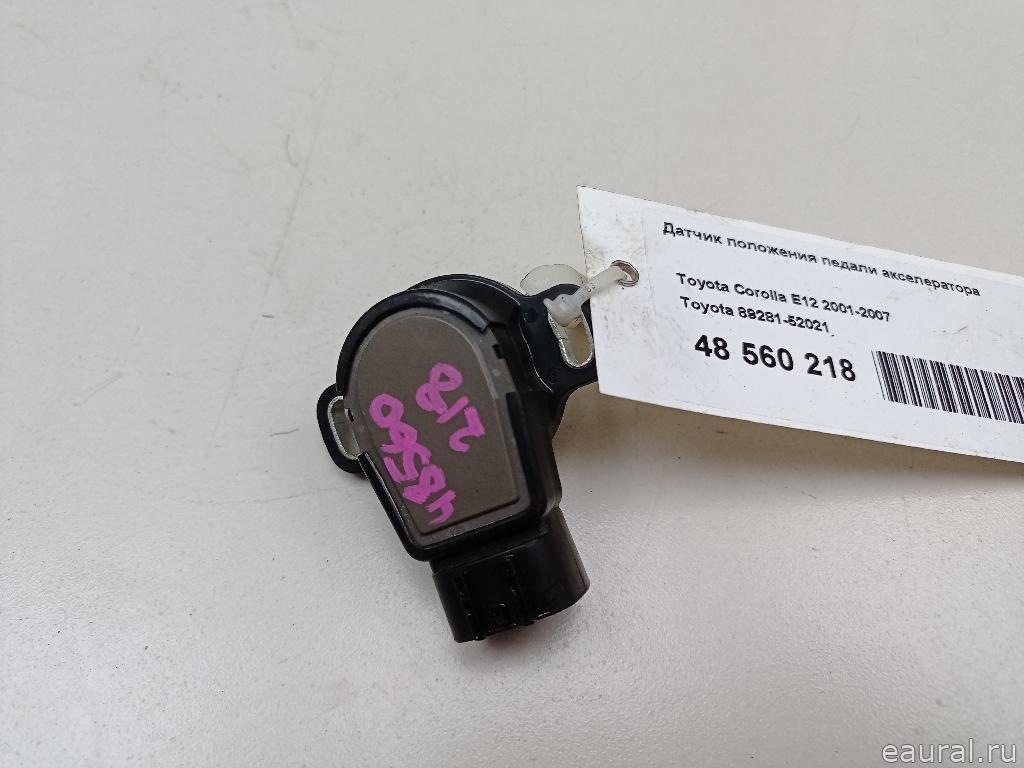 Датчик положения педали акселератора
Toyota Corolla E12 2001-2007
Toyota 89281-52021
48 560 218
48560
218
eaural.ru